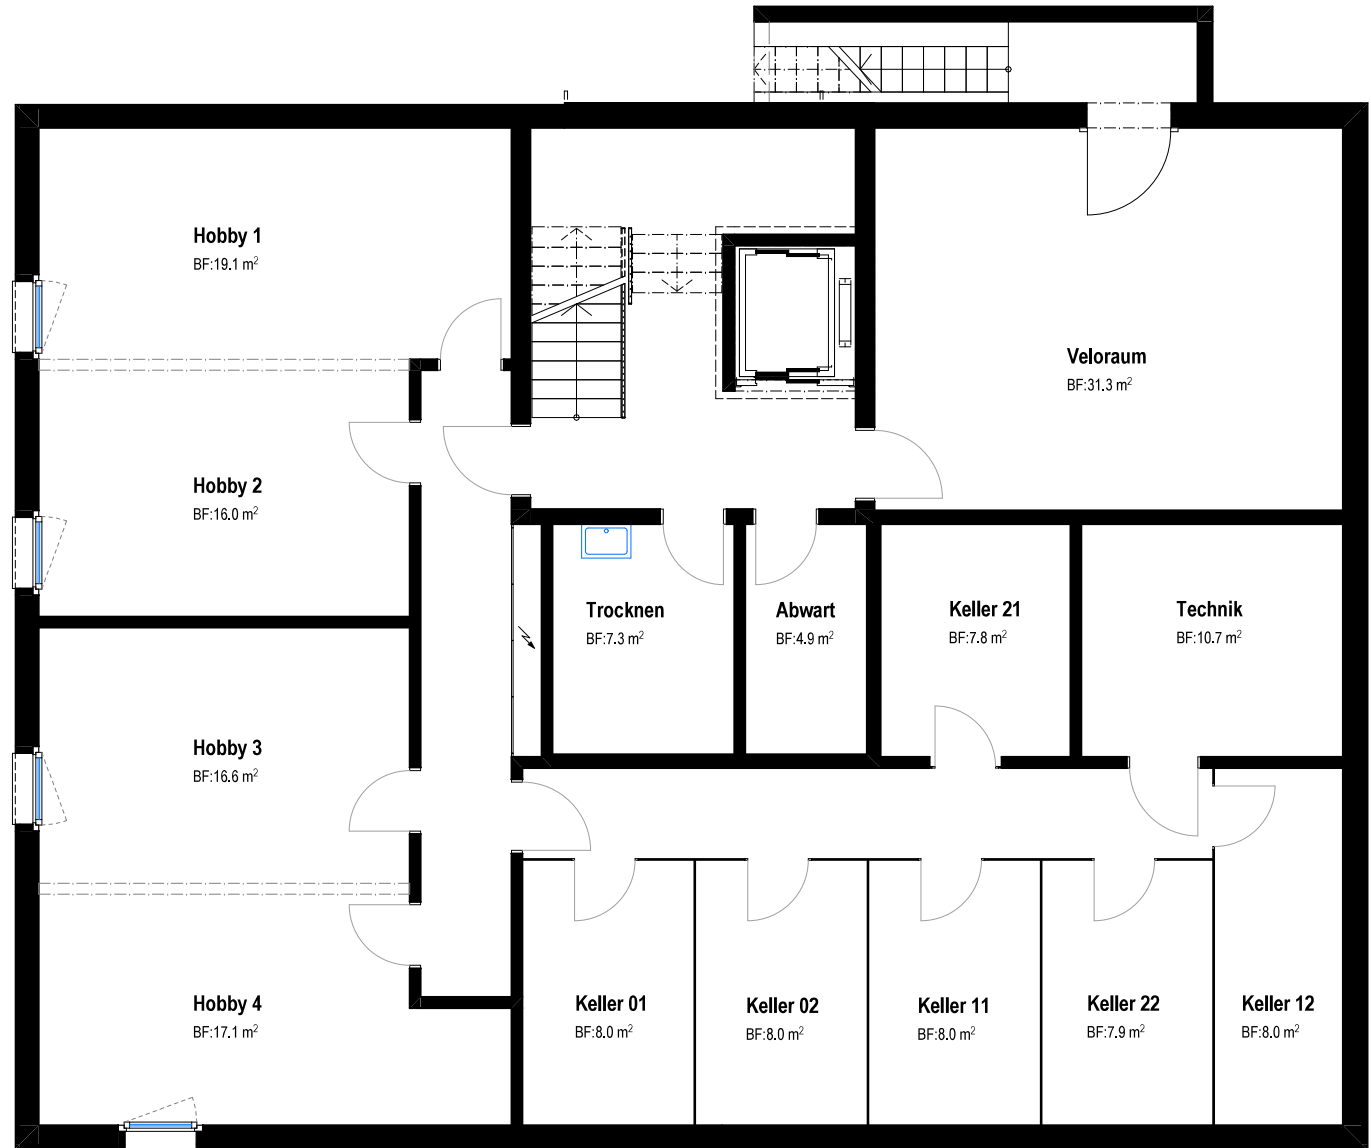 Hobby 1
BF:19.1 m²
Veloraum
BF:31.3 m²
Hobby 2
BF:16.0 m²
Trocknen
BF:7.3 m²
Abwart
BF:4.9 m²
Keller 21
BF:7.8 m²
Technik
BF:10.7 m²
Hobby 3
BF:16.6 m²
Hobby 4
BF:17.1 m²
Keller 01
BF:8.0 m²
Keller 02
BF:8.0 m²
Keller 11
BF:8.0 m²
Keller 22
BF:7.9 m²
Keller 12
BF:8.0 m²